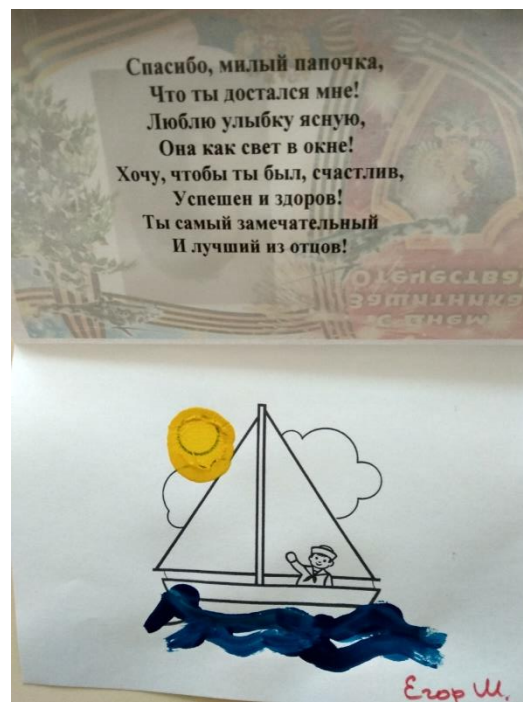 Спасибо, милый папочка,
Что ты достался мне!
Люблю улыбку ясную,
Она как свет в окне!
Хочу, чтобы ты был, счастлив,
Успешен и здоров!
Ты самый замечательный
И лучший из отцов!
С Днем
Защитника
Отечества
Егор Ш.